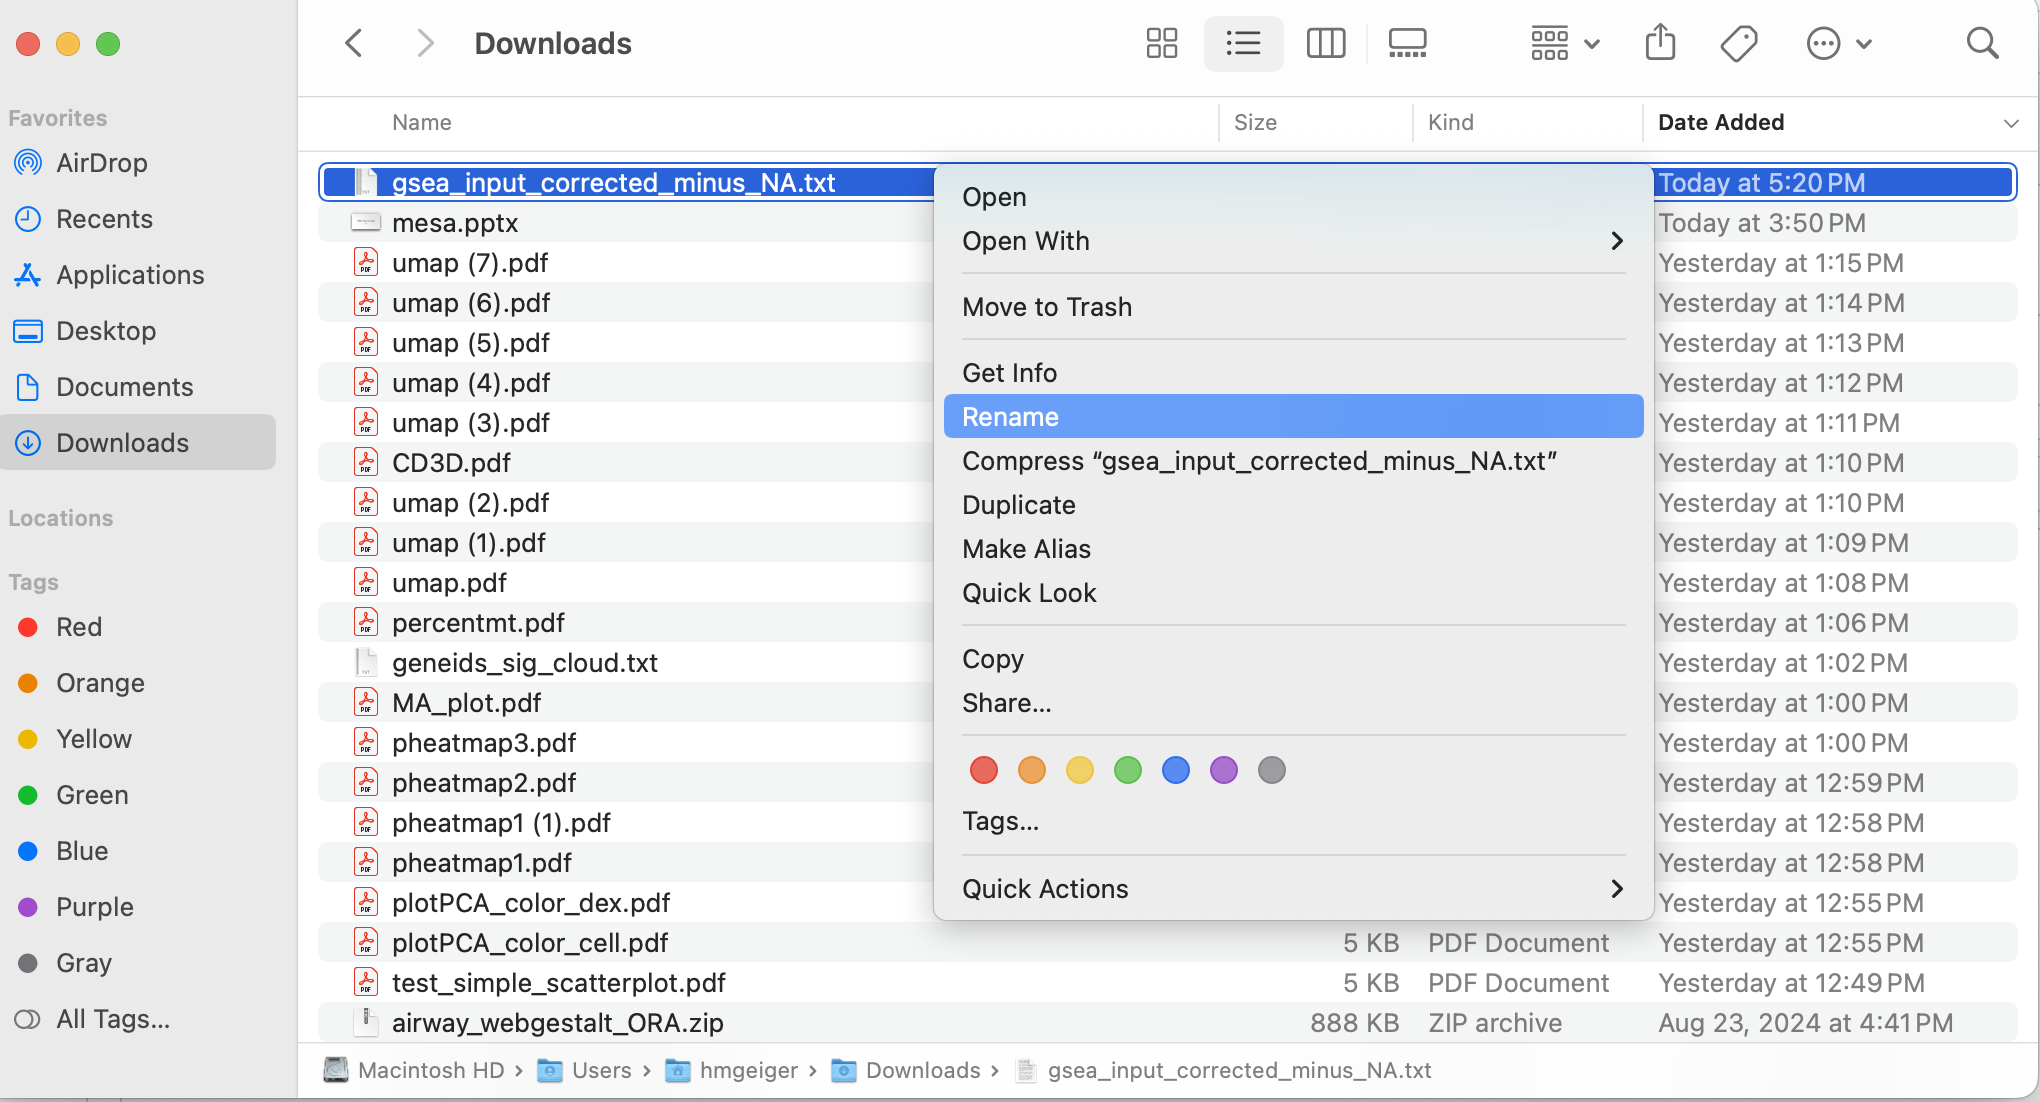 Downloads
Favorites
AirDrop
Recents
Applications
Desktop
Documents
Downloads
Locations
Tags
Red
Orange
Yellow
Green
Blue
Purple
Gray
All Tags...
Name Size Kind Date Added
gsea_input_corrected_minus_NA.txt Today at 5:20 PM
mesa.pptx Today at 3:50 PM
umap (7).pdf Yesterday at 1:15 PM
umap (6).pdf Yesterday at 1:14 PM
umap (5).pdf Yesterday at 1:13 PM
umap (4).pdf Yesterday at 1:12 PM
umap (3).pdf Yesterday at 1:11 PM
CD3D.pdf Yesterday at 1:10 PM
umap (2).pdf Yesterday at 1:10 PM
umap (1).pdf Yesterday at 1:09 PM
umap.pdf Yesterday at 1:08 PM
percentmt.pdf Yesterday at 1:06 PM
geneids_sig_cloud.txt Yesterday at 1:02 PM
MA_plot.pdf Yesterday at 1:00 PM
pheatmap3.pdf Yesterday at 1:00 PM
pheatmap2.pdf Yesterday at 12:59 PM
pheatmap1 (1).pdf Yesterday at 12:58 PM
pheatmap1.pdf Yesterday at 12:58 PM
plotPCA_color_dex.pdf Yesterday at 12:55 PM
plotPCA_color_cell.pdf 5 KB PDF Document Yesterday at 12:55 PM
test_simple_scatterplot.pdf 5 KB PDF Document Yesterday at 12:49 PM
airway_webgestalt_ORA.zip 888 KB ZIP archive Aug 23, 2024 at 4:41 PM
Open
Open With
Move to Trash
Get Info
Rename
Compress “gsea_input_corrected_minus_NA.txt”
Duplicate
Make Alias
Quick Look
Copy
Share...
Tags...
Quick Actions
Macintosh HD › Users › hmgeiger › Downloads › gsea_input_corrected_minus_NA.txt